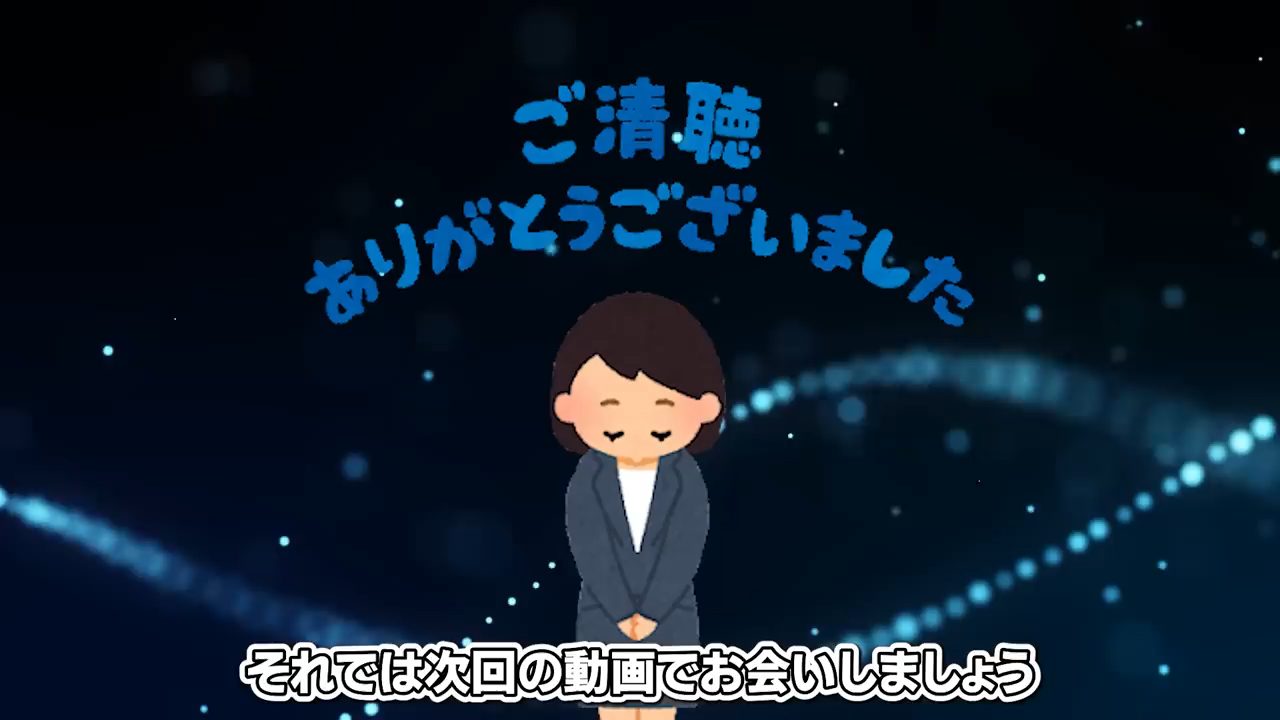 ご清聴
ありがとうございました
それでは次回の動画でお会いしましょう